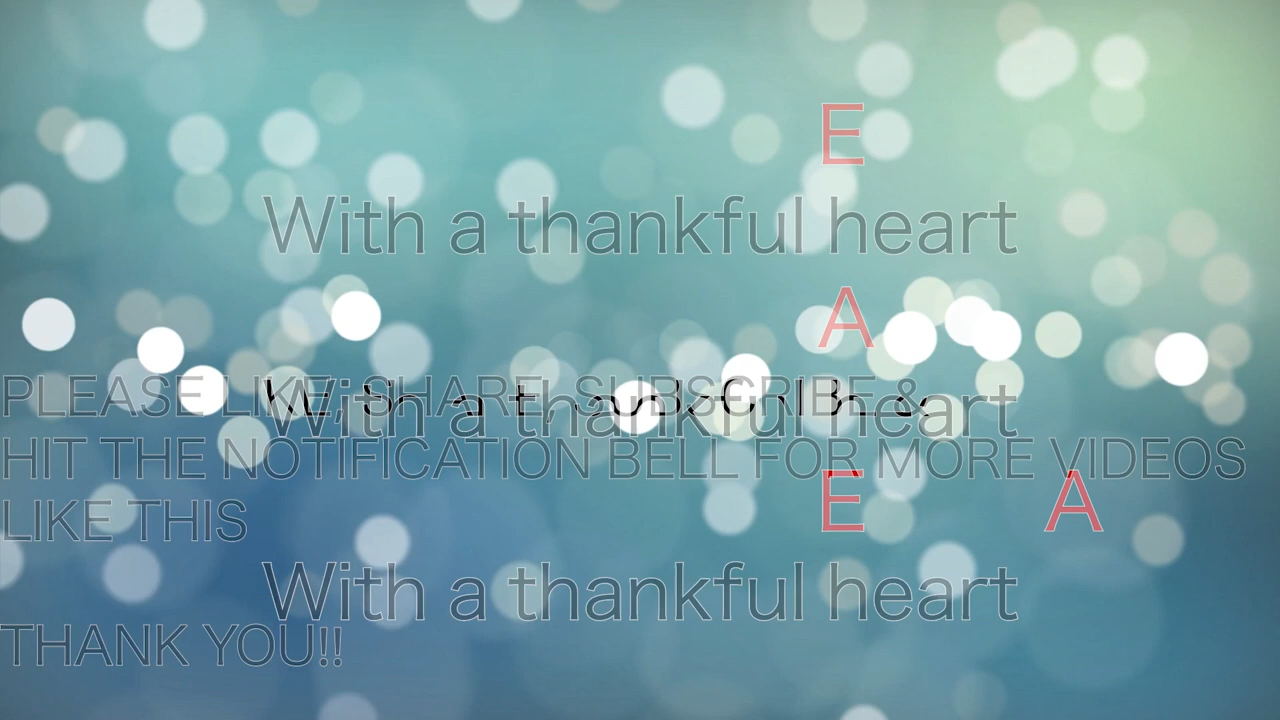 E
With a thankful heart
A
PLEASE LIKE, SHARE, SUBSCRIBE &
With a thankful heart
HIT THE NOTIFICATION BELL FOR MORE VIDEOS
E A
LIKE THIS
With a thankful heart
THANK YOU!!